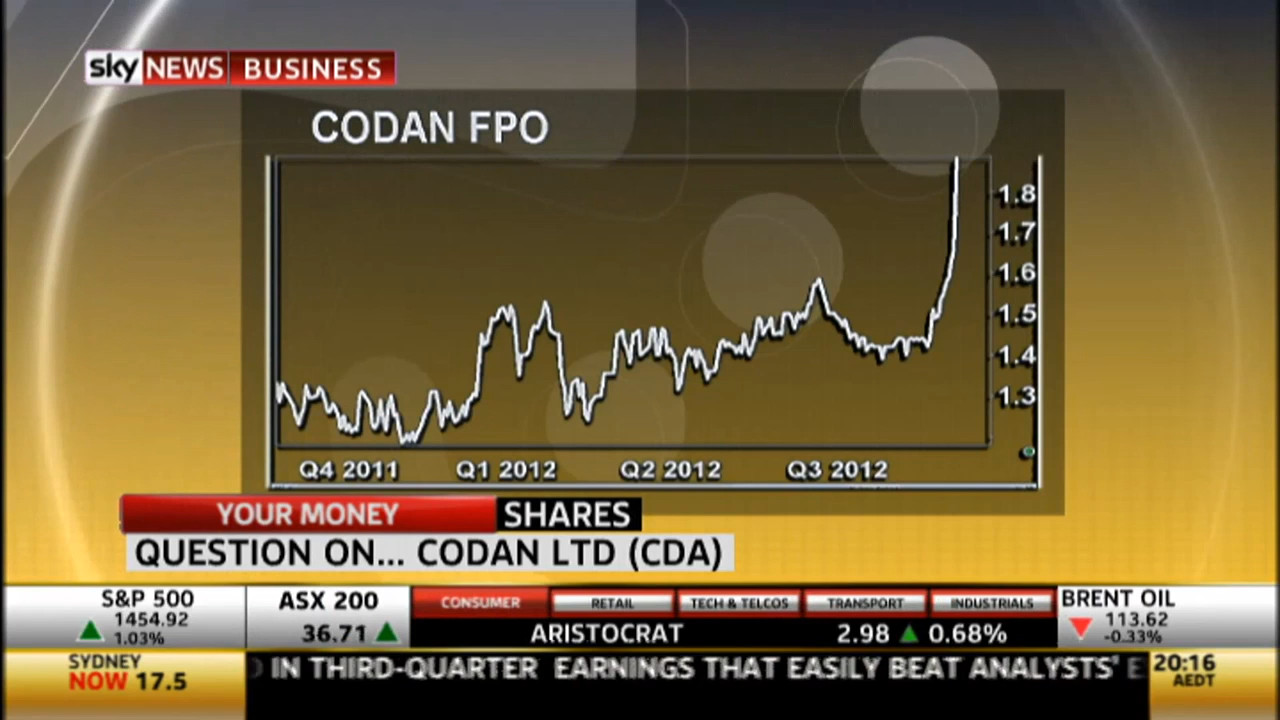 sky NEWS BUSINESS
CODAN FPO
1.8
1.7
1.6
1.5
1.4
1.3
Q4 2011 Q1 2012 Q2 2012 Q3 2012
YOUR MONEY SHARES
QUESTION ON... CODAN LTD (CDA)
S&P 500
1454.92
1.03%
ASX 200
36.71
CONSUMER RETAIL TECH & TELCOS TRANSPORT INDUSTRIALS
ARISTOCRAT 2.98 0.68%
BRENT OIL
113.62
-0.33%
SYDNEY
NOW 17.5
IN THIRD-QUARTER EARNINGS THAT EASILY BEAT ANALYSTS'
20:16
AEDT